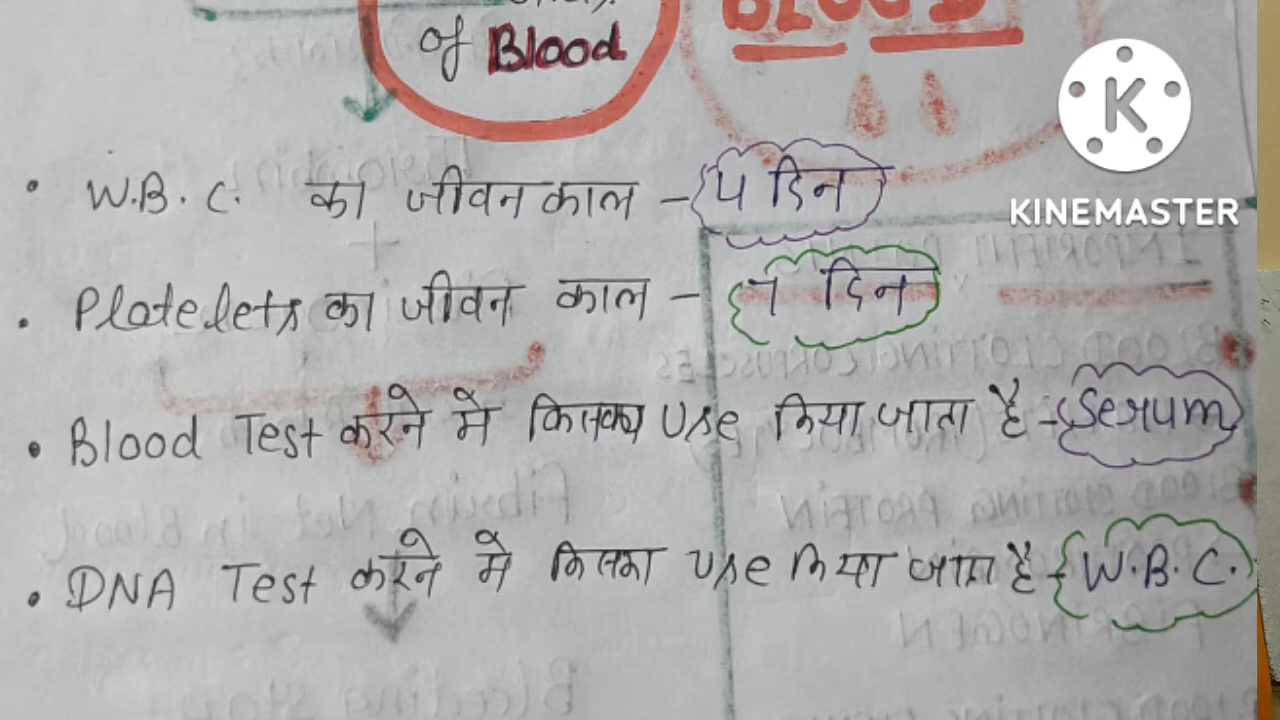 of Blood
BLOOD
KINEMASTER
• W.B.C. का जीवन काल - 4 दिन
• Platelets का जीवन काल - 7 दिन
• Blood Test करने मे किसका Use किया जाता है - Serum
• DNA Test करने मे किसका Use किया जाता है - W.B.C.